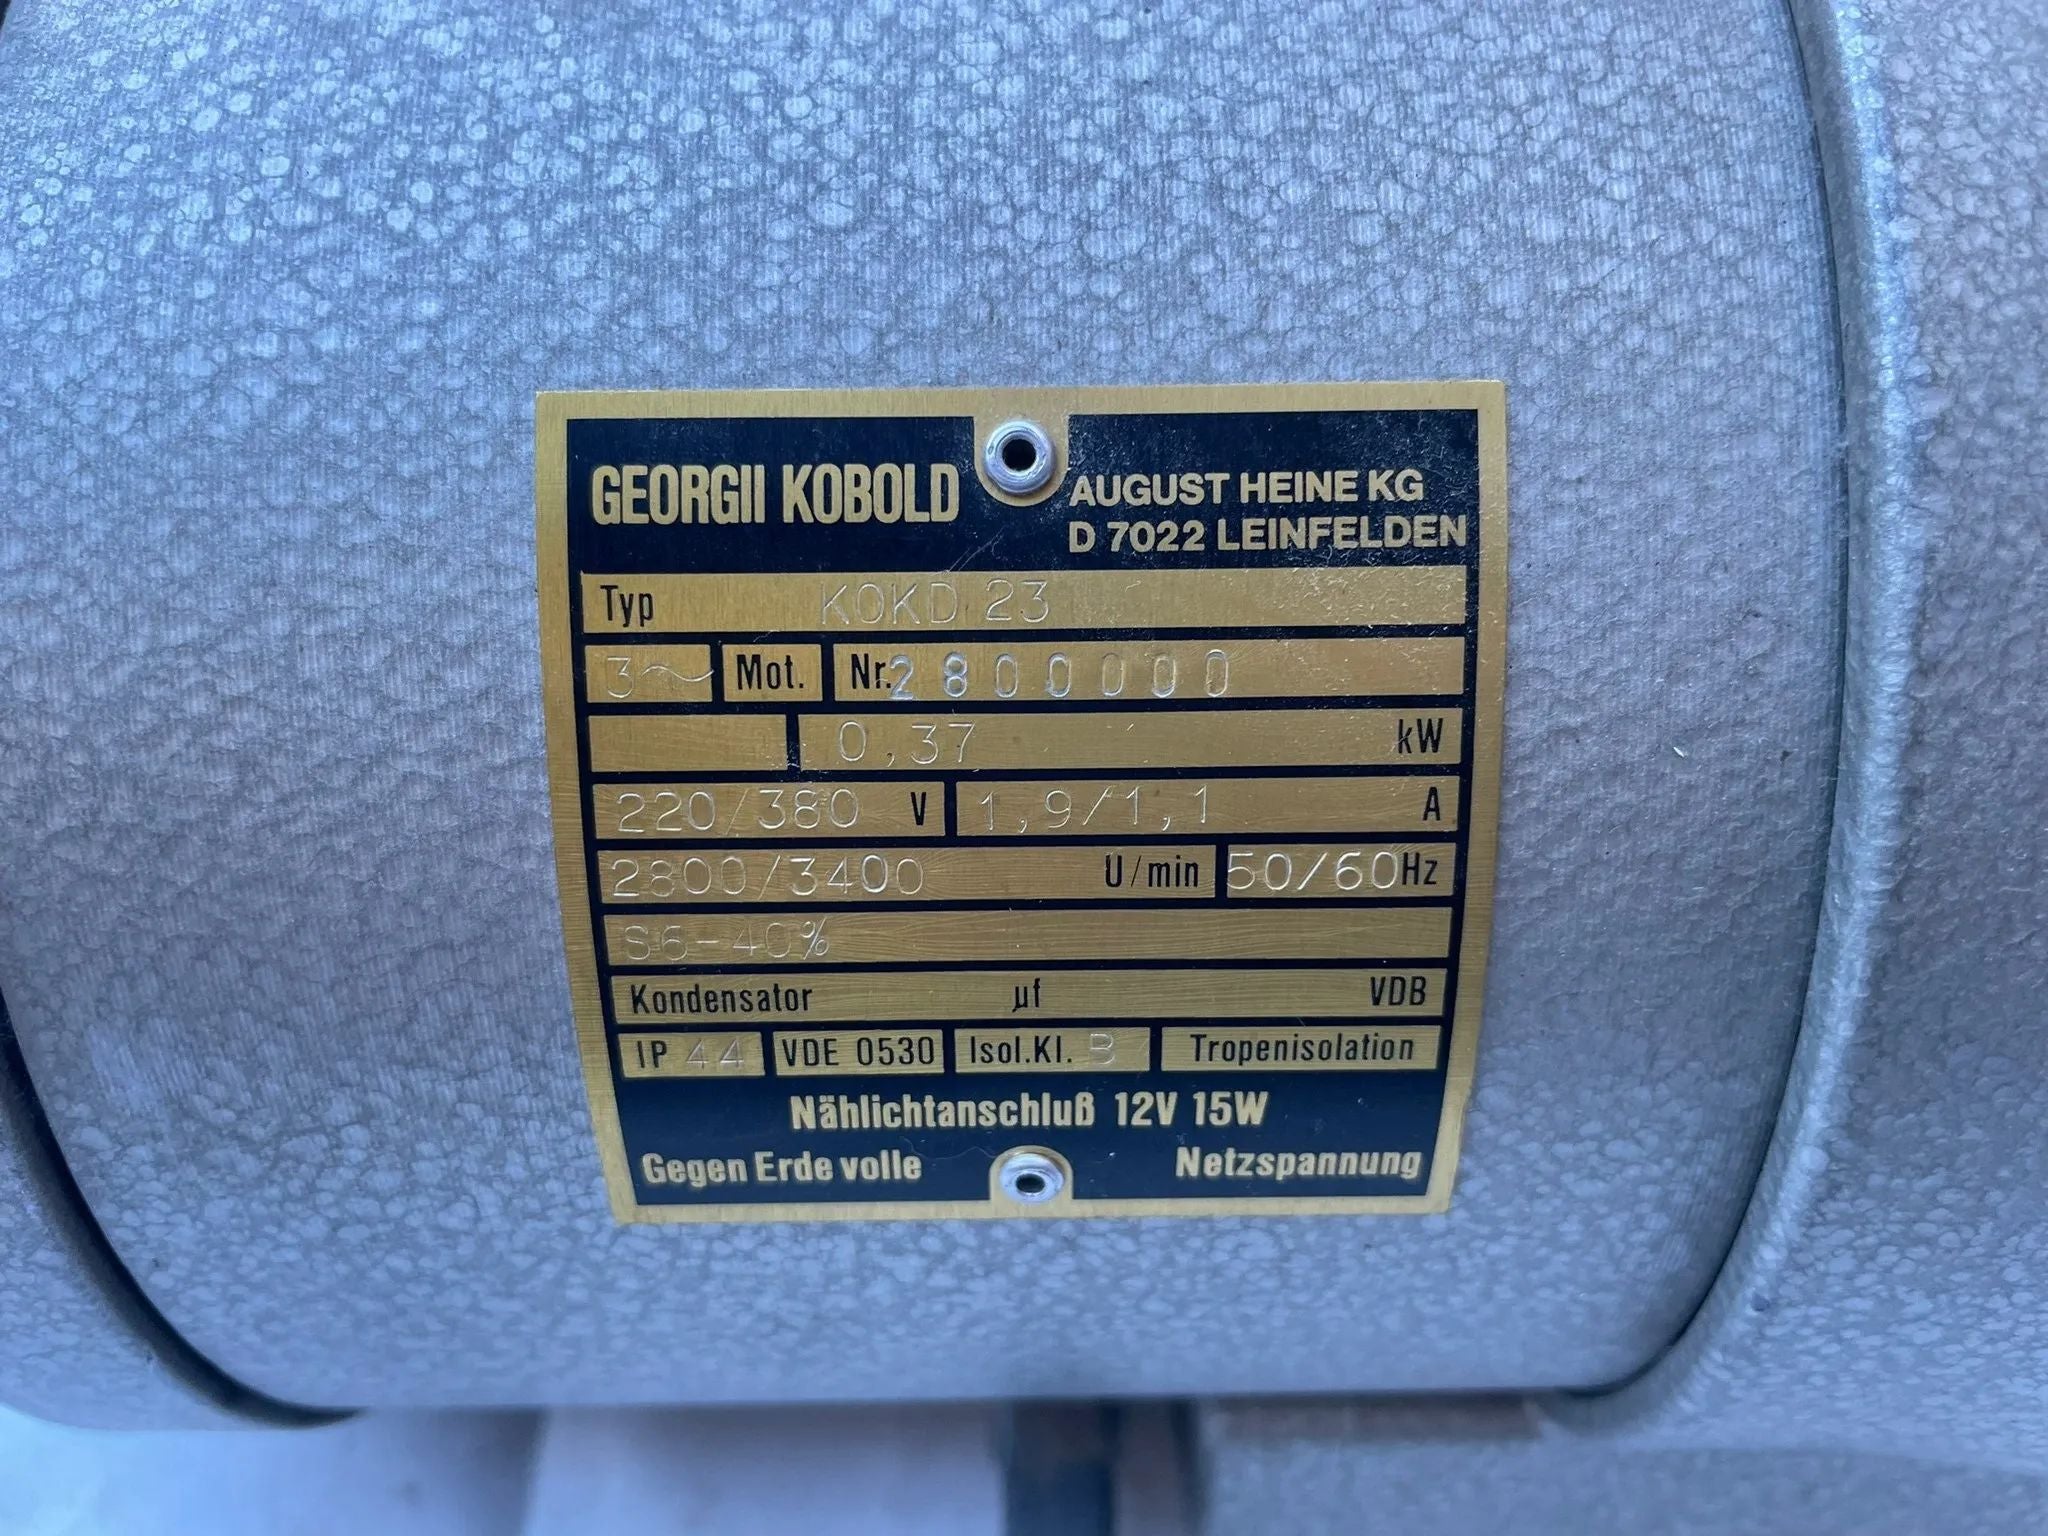 GEORGII KOBOLD
AUGUST HEINE KG
D 7022 LEINFELDEN
Typ KOKD 23
3~ Mot. Nr. 2800000
0,37 kW
220/380 V 1,9/1,1 A
2800/3400 U/min 50/60Hz
S6-40%
Kondensator µf VDB
IP 44 VDE 0530 Isol.Kl. B Tropenisolation
Nählichtanschluß 12V 15W
Gegen Erde volle Netzspannung